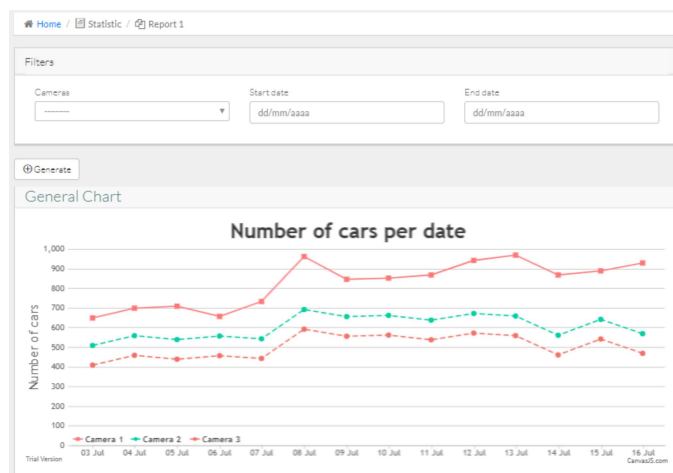 Home / Statistic / Report 1
Filters
Cameras
Start date
End date
--------
dd/mm/aaaa
dd/mm/aaaa
Generate
General Chart
Number of cars per date
Number of cars
1,000
900
800
700
600
500
400
300
200
100
0
Camera 1
Camera 2
Camera 3
03 Jul
04 Jul
05 Jul
06 Jul
07 Jul
08 Jul
09 Jul
10 Jul
11 Jul
12 Jul
13 Jul
14 Jul
15 Jul
16 Jul
Trial Version
CanvasJS.com